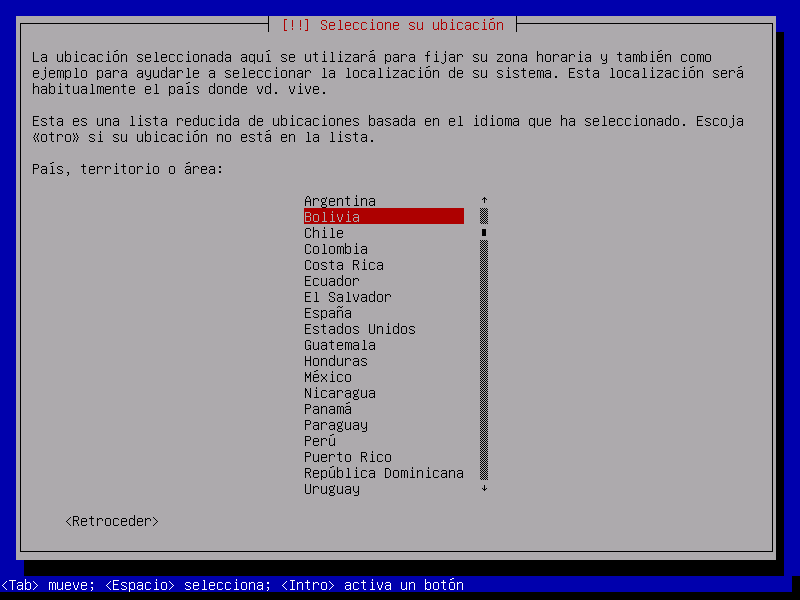 [!!] Seleccione su ubicación
La ubicación seleccionada aquí se utilizará para fijar su zona horaria y también como
ejemplo para ayudarle a seleccionar la localización de su sistema. Esta localización será
habitualmente el país donde vd. vive.
Esta es una lista reducida de ubicaciones basada en el idioma que ha seleccionado. Escoja
«otro» si su ubicación no está en la lista.
País, territorio o área:
Argentina
Bolivia
Chile
Colombia
Costa Rica
Ecuador
El Salvador
España
Estados Unidos
Guatemala
Honduras
México
Nicaragua
Panamá
Paraguay
Perú
Puerto Rico
República Dominicana
Uruguay
<Retroceder>
<Tab> mueve; <Espacio> selecciona; <Intro> activa un botón